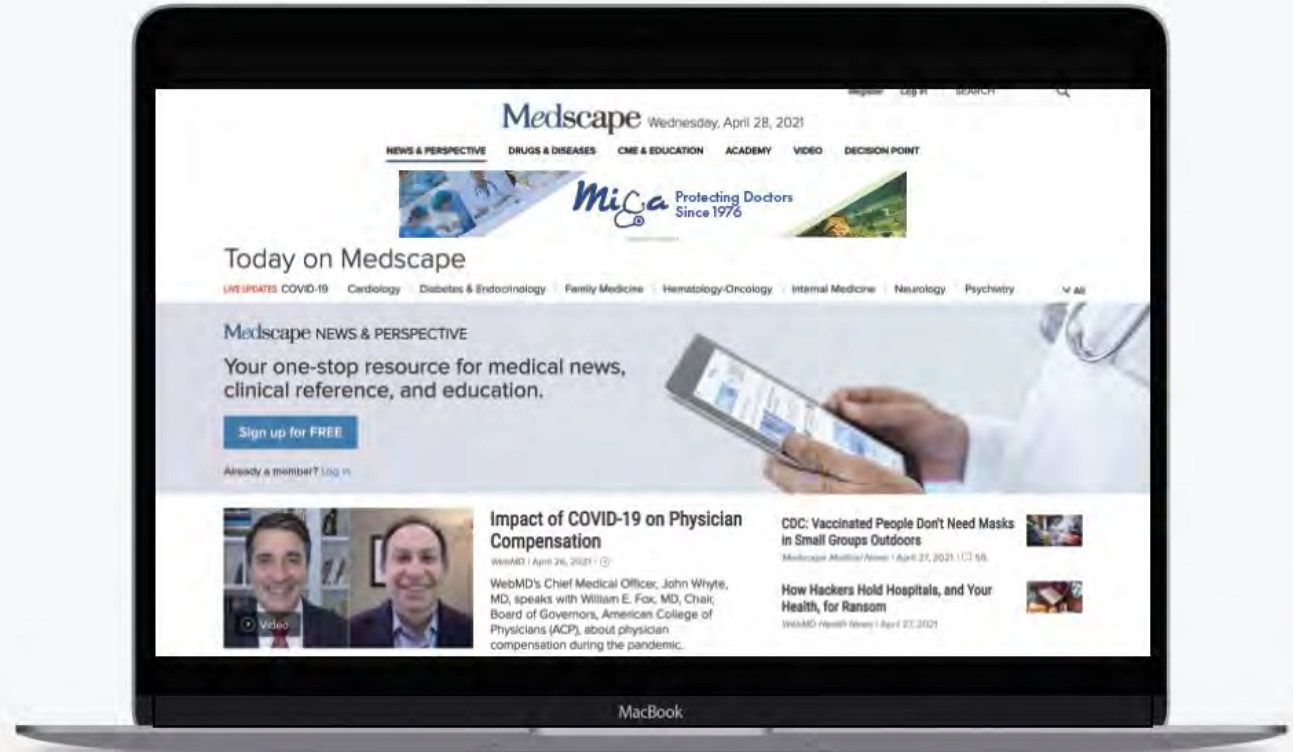 Register Log In SEARCH
Medscape Wednesday, April 28, 2021
NEWS & PERSPECTIVE DRUGS & DISEASES CME & EDUCATION ACADEMY VIDEO DECISION POINT
Mica Protecting Doctors
Since 1976
Today on Medscape
LIVE UPDATES COVID-19 Cardiology Diabetes & Endocrinology Family Medicine Hematology-Oncology Internal Medicine Neurology Psychiatry All
Medscape NEWS & PERSPECTIVE
Your one-stop resource for medical news,
clinical reference, and education.
Sign up for FREE
Already a member? Log in
Video
Impact of COVID-19 on Physician
Compensation
WebMD | April 26, 2021 |
WebMD's Chief Medical Officer, John Whyte,
MD, speaks with William E. Fox, MD, Chair,
Board of Governors, American College of
Physicians (ACP), about physician
compensation during the pandemic.
CDC: Vaccinated People Don't Need Masks
in Small Groups Outdoors
Medscape Medical News | April 27, 2021 |
How Hackers Hold Hospitals, and Your
Health, for Ransom
WebMD Health News | April 27, 2021
MacBook